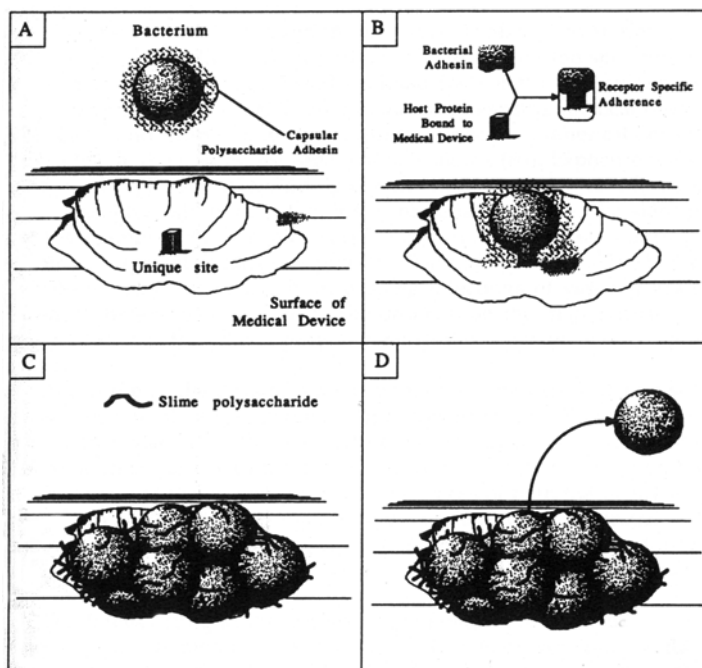 A
Bacterium
Capsular
Polysaccharide Adhesin
Unique site
Surface of
Medical Device
B
Bacterial
Adhesin
Host Protein
Bound to
Medical Device
Receptor Specific
Adherence
C
Slime polysaccharide
D